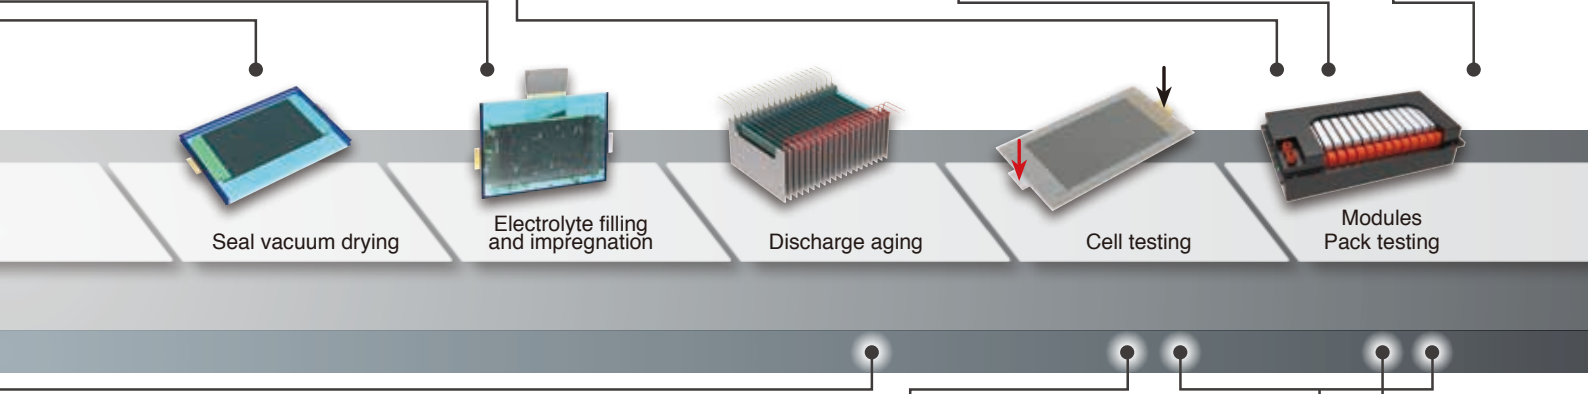 Seal vacuum drying
Electrolyte filling
and impregnation
Discharge aging
Cell testing
Modules
Pack testing